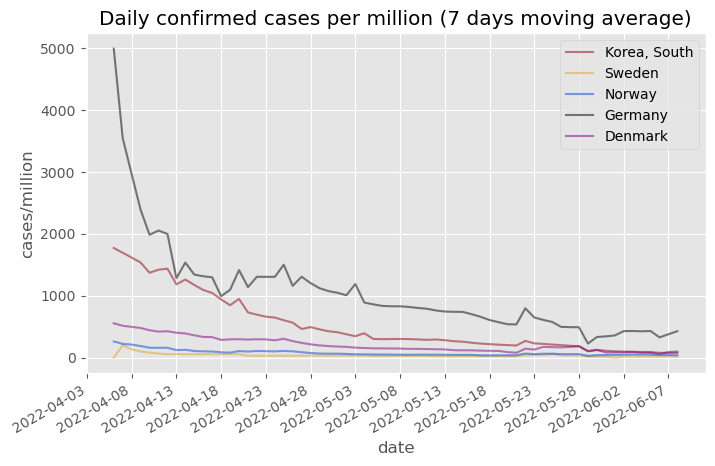 Daily confirmed cases per million (7 days moving average)
5000
4000
3000
2000
1000
0
cases/million
Korea, South
Sweden
Norway
Germany
Denmark
2022-04-03
2022-04-08
2022-04-13
2022-04-18
2022-04-23
2022-04-28
2022-05-03
2022-05-08
2022-05-13
2022-05-18
2022-05-23
2022-05-28
2022-06-02
2022-06-07
date